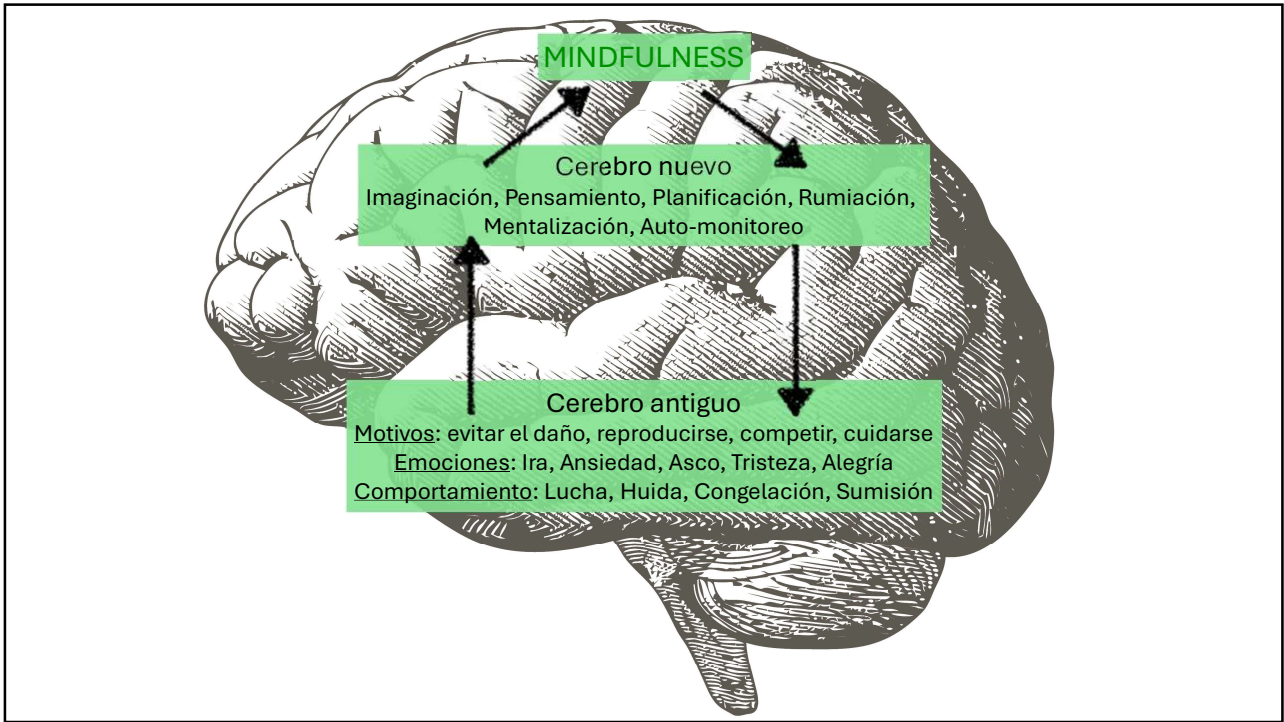 MINDFULNESS
Cerebro nuevo
Imaginación, Pensamiento, Planificación, Rumiación,
Mentalización, Auto-monitoreo
Cerebro antiguo
Motivos: evitar el daño, reproducirse, competir, cuidarse
Emociones: Ira, Ansiedad, Asco, Tristeza, Alegría
Comportamiento: Lucha, Huida, Congelación, Sumisión